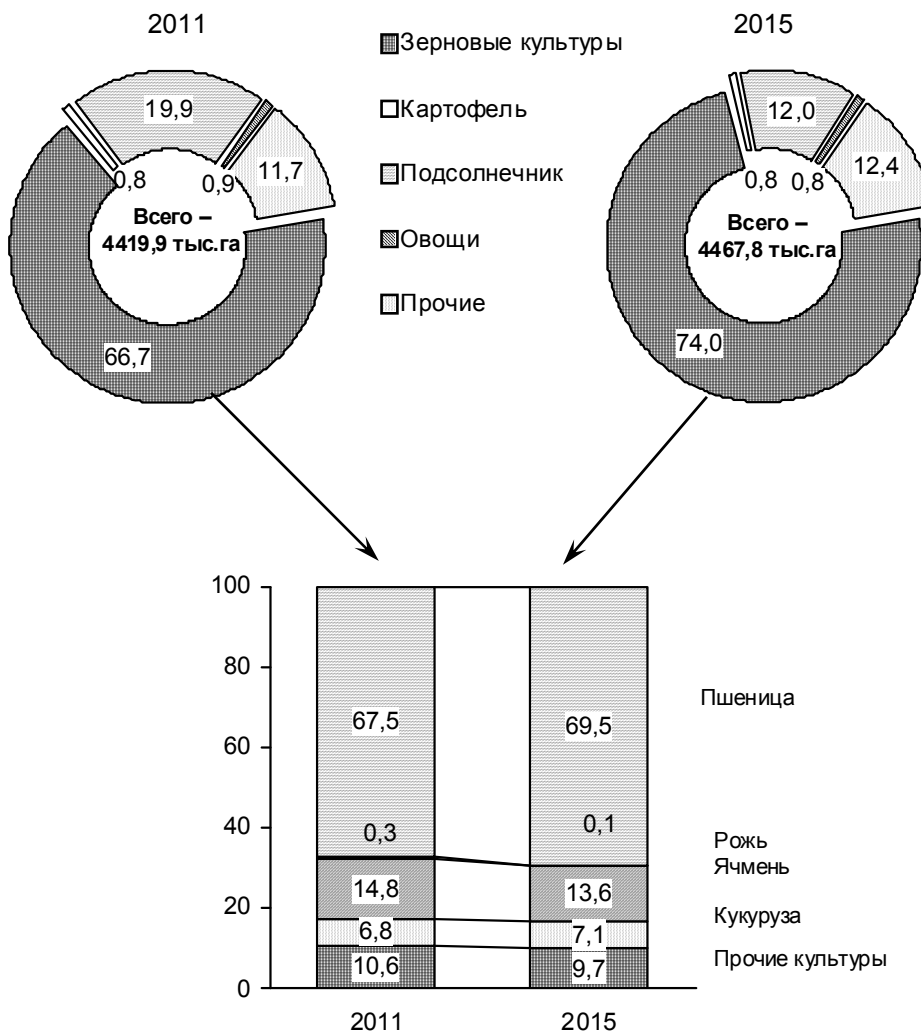 2011
2015
Зерновые культуры
Картофель
Подсолнечник
Овощи
Прочие
19,9
0,8
0,9
11,7
Всего –
4419,9 тыс.га
66,7
12,0
0,8
0,8
12,4
Всего –
4467,8 тыс.га
74,0
100
80
60
40
20
0
67,5
0,3
14,8
6,8
10,6
69,5
0,1
13,6
7,1
9,7
Пшеница
Рожь
Ячмень
Кукуруза
Прочие культуры
2011
2015